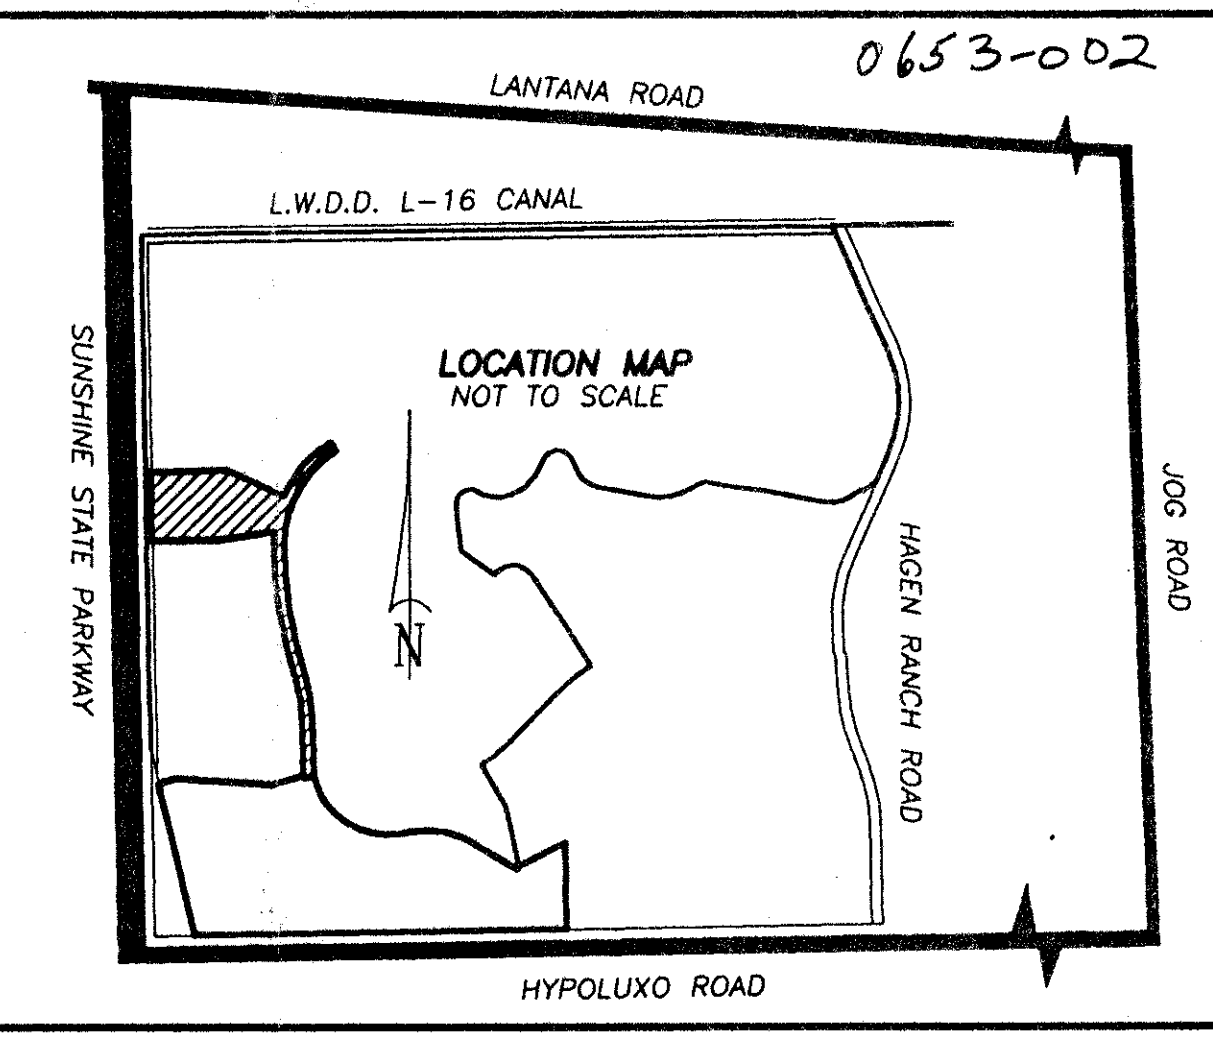 0653-002
LANTANA ROAD
L.W.D.D. L-16 CANAL
LOCATION MAP
NOT TO SCALE
SUNSHINE STATE PARKWAY
N
HAGEN RANCH ROAD
JOG ROAD
HYPOLUXO ROAD